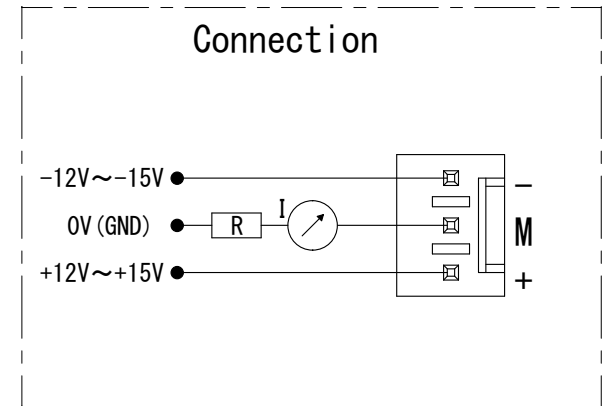 Connection
-12V～-15V
-
0V(GND)
R
I
M
+12V～+15V
+